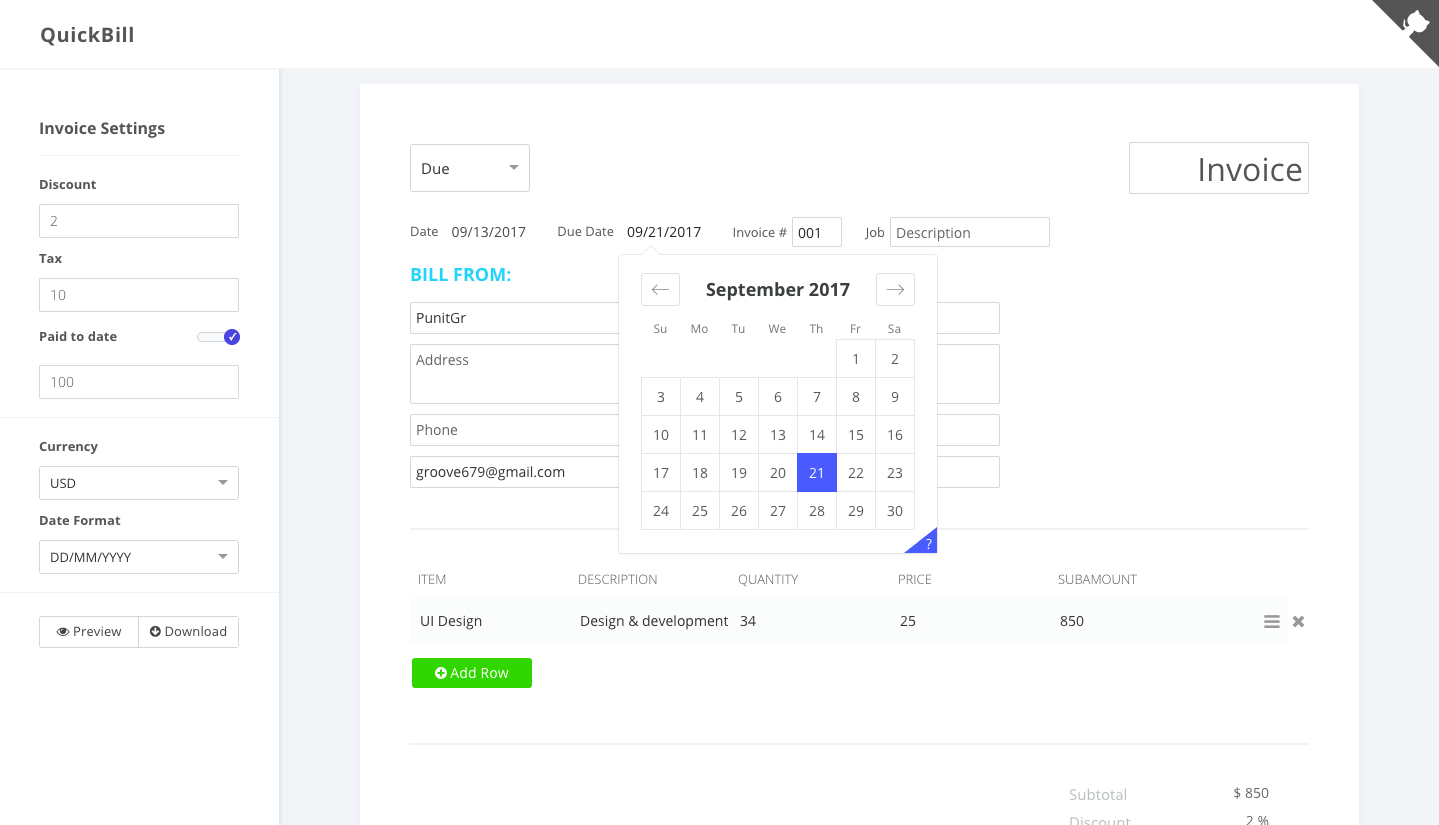 QuickBill
Invoice Settings
Discount
2
Tax
10
Paid to date
100
Currency
USD
Date Format
DD/MM/YYYY
Preview Download
Due
Invoice
Date 09/13/2017 Due Date 09/21/2017 Invoice # 001 Job Description
BILL FROM:
PunitGr
Address
Phone
groove679@gmail.com
September 2017
Su Mo Tu We Th Fr Sa
1 2
3 4 5 6 7 8 9
10 11 12 13 14 15 16
17 18 19 20 21 22 23
24 25 26 27 28 29 30
?
ITEM DESCRIPTION QUANTITY PRICE SUBAMOUNT
UI Design Design & development 34 25 850
Add Row
Subtotal $ 850
Discount 2 %